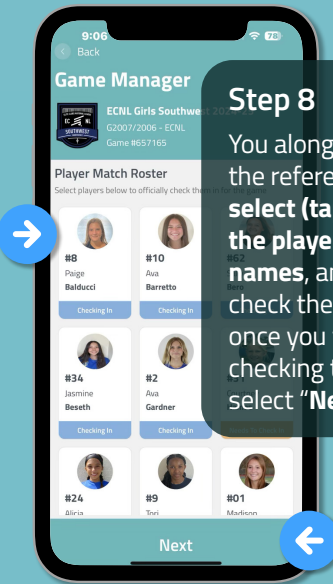 9:06
78
Back
Game Manager
ECNL Girls Southwest 2024-25
G2007/2006 - ECNL
Game #657165
Player Match Roster
Select players below to officially check them in for the game
#8
Paige
Balducci
Checking In
#10
Ava
Barretto
Checking In
#62
Bero
#34
Jasmine
Beseth
Checking In
#2
Ava
Gardner
Checking In
#24
Alicia
#9
Tori
#01
Madison
Next
Step 8
You along
the refere
select (ta
the playe
names, a
check the
once you
checking
select “Ne